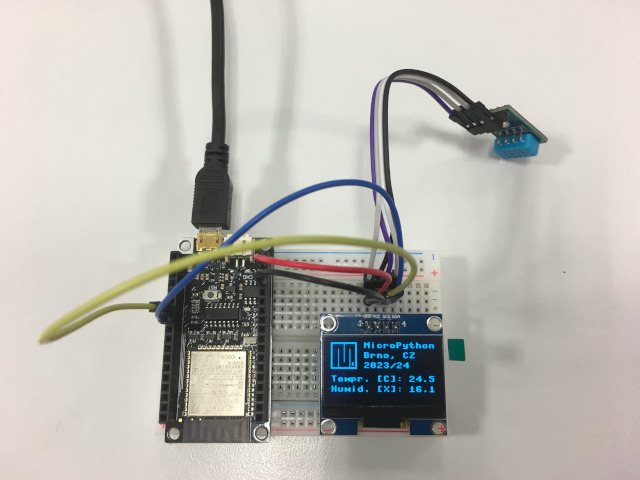 MicroPython
Brno, CZ
2023/24
Tempr. [C]: 24.5
Humid. [%]: 16.1